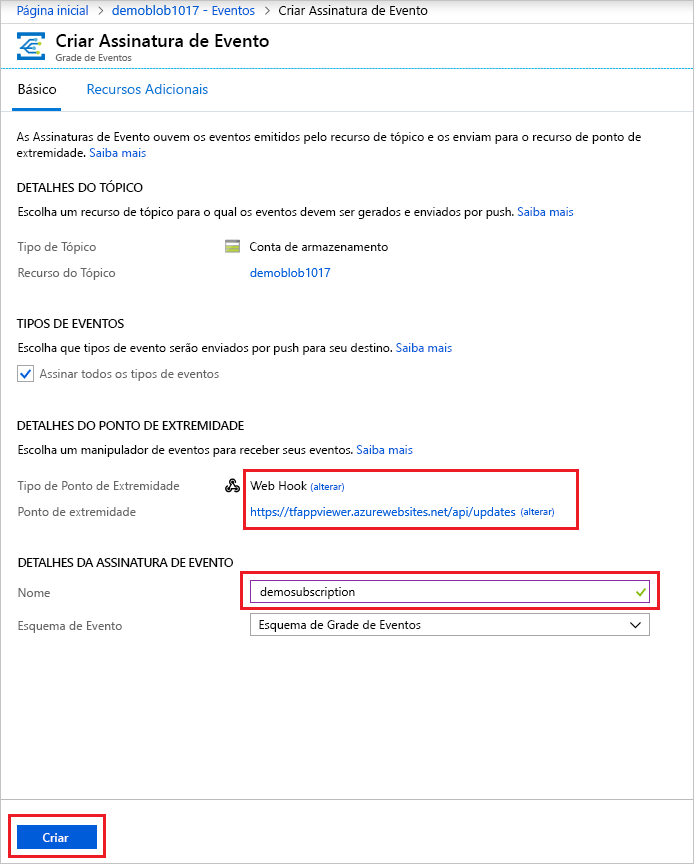 Página inicial > demoblob1017 - Eventos > Criar Assinatura de Evento
Criar Assinatura de Evento
Grade de Eventos
Básico Recursos Adicionais
As Assinaturas de Evento ouvem os eventos emitidos pelo recurso de tópico e os enviam para o recurso de ponto de
extremidade. Saiba mais
DETALHES DO TÓPICO
Escolha um recurso de tópico para o qual os eventos devem ser gerados e enviados por push. Saiba mais
Tipo de Tópico Conta de armazenamento
Recurso do Tópico demoblob1017
TIPOS DE EVENTOS
Escolha que tipos de evento serão enviados por push para seu destino. Saiba mais
Assinar todos os tipos de eventos
DETALHES DO PONTO DE EXTREMIDADE
Escolha um manipulador de eventos para receber seus eventos. Saiba mais
Tipo de Ponto de Extremidade Web Hook (alterar)
Ponto de extremidade https://tfappviewer.azurewebsites.net/api/updates (alterar)
DETALHES DA ASSINATURA DE EVENTO
Nome demosubscription
Esquema de Evento Esquema de Grade de Eventos
Criar